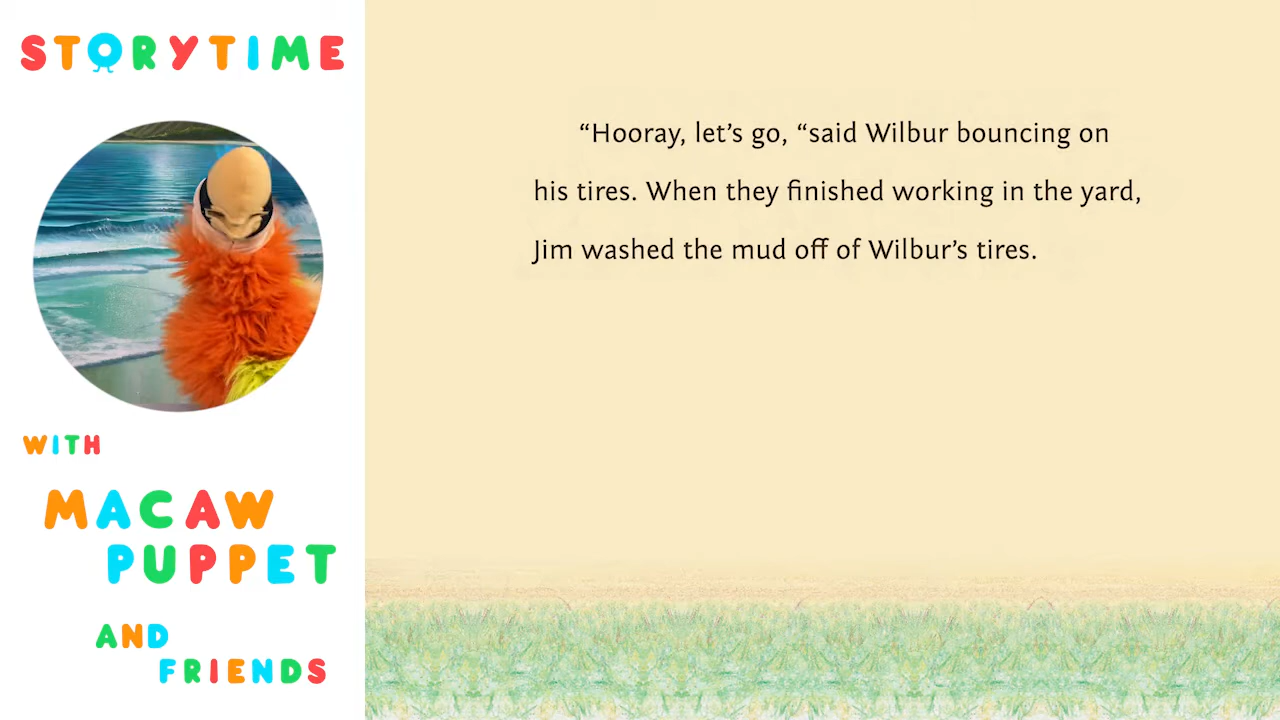 STORYTIME
WITH
MACAW
PUPPET
AND
FRIENDS
“Hooray, let’s go, “said Wilbur bouncing on
his tires. When they finished working in the yard,
Jim washed the mud off of Wilbur’s tires.